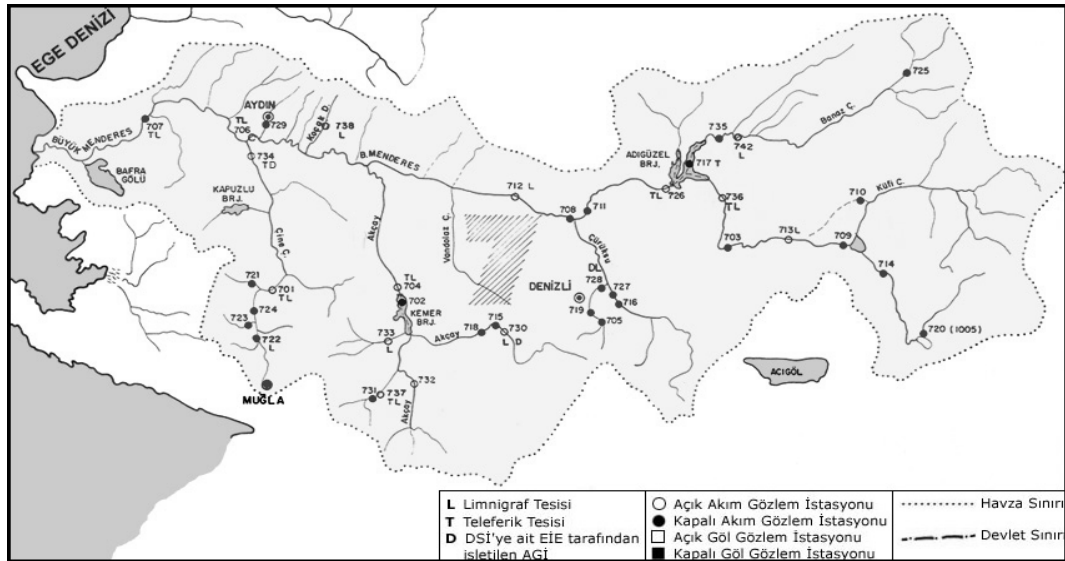 EGE DENİZİ
725
AYDIN
TL
706
729
Koçak D.
738
L
707
TL
BÜYÜK MENDERES
BAFRA
GÖLÜ
734
TD
B.MENDERES
KAPUZLU
BRJ.
Çine Ç.
Akçay
Vandalaz Ç.
712 L
708
711
735
742
L
Banaz Ç.
ADIGÜZEL
BRJ.
717 T
TL
726
736
TL
710
Küfi Ç.
703
713L
709
714
720 (1005)
Çürüksu
DL
728
727
716
DENİZLİ
719
705
721
701
TL
724
723
722
L
MUĞLA
TL
704
702
KEMER
BRJ.
733
L
Akçay
718
715
730
L D
731
737
TL
732
Akçay
ACIGÖL
L Limnigraf Tesisi
T Teleferik Tesisi
D DSİ'ye ait EİE tarafından
işletilen AGİ
Açık Akım Gözlem İstasyonu
Kapalı Akım Gözlem İstasyonu
Açık Göl Gözlem İstasyonu
Kapalı Göl Gözlem İstasyonu
Havza Sınırı
Devlet Sınırı